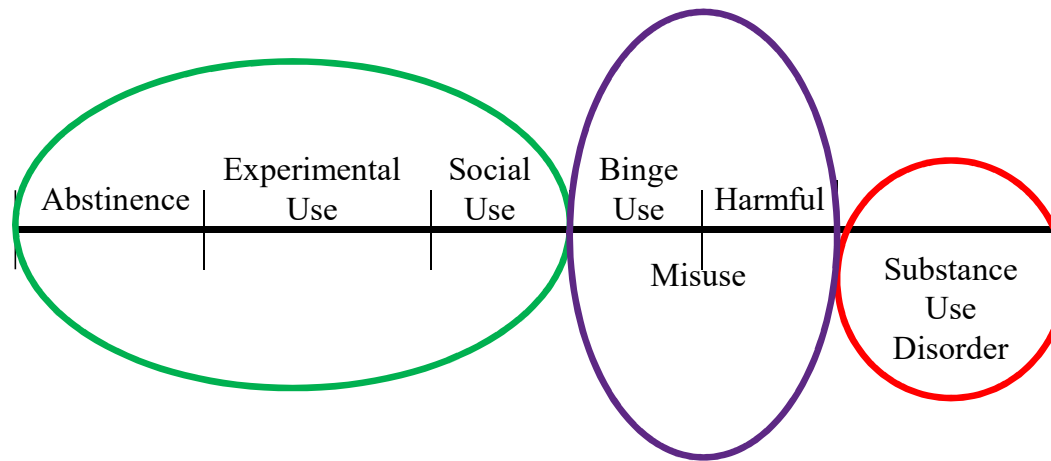 Abstinence
Experimental
Use
Social
Use
Binge
Use
Harmful
Misuse
Substance
Use
Disorder